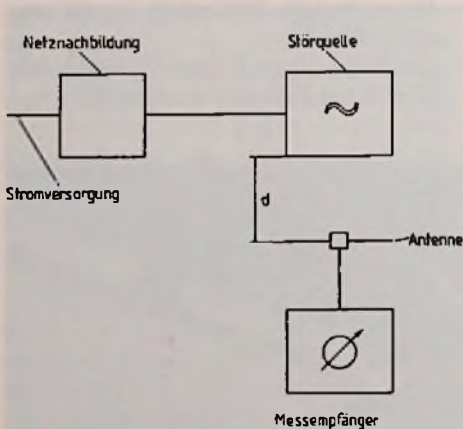 Netznachbildung
Störquelle
Stromversorgung
d
Antenne
Messempfänger